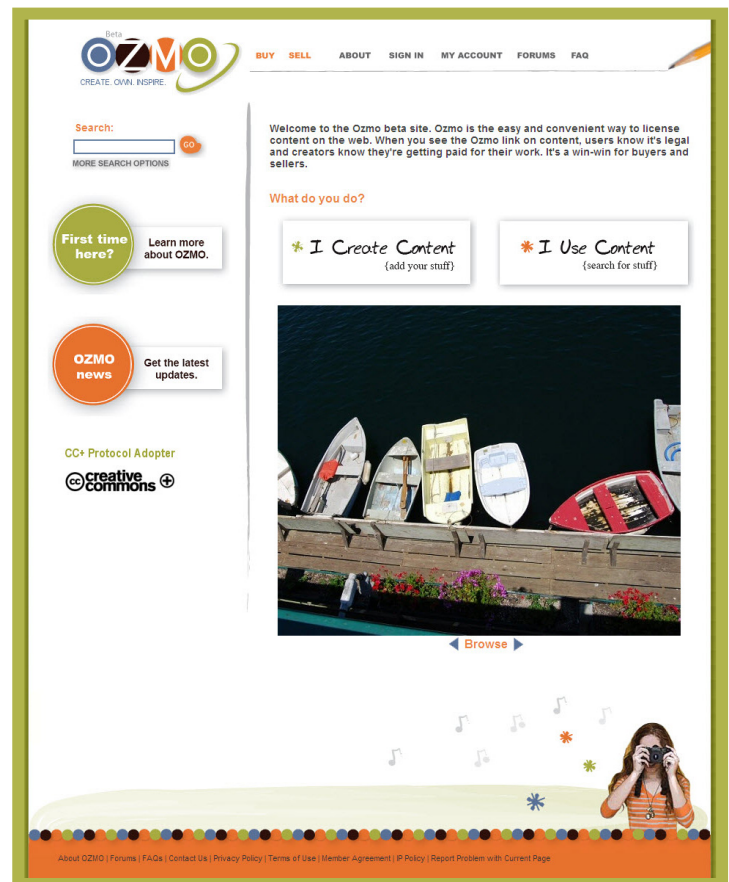 Beta
OZMO
CREATE. OWN. INSPIRE.
BUY SELL ABOUT SIGN IN MY ACCOUNT FORUMS FAQ
Search:
GO
MORE SEARCH OPTIONS
First time
here?
Learn more
about OZMO.
OZMO
news
Get the latest
updates.
CC+ Protocol Adopter
cc creative
commons +
Welcome to the Ozmo beta site. Ozmo is the easy and convenient way to license
content on the web. When you see the Ozmo link on content, users know it's legal
and creators know they're getting paid for their work. It's a win-win for buyers and
sellers.
What do you do?
I Create Content
{add your stuff}
I Use Content
{search for stuff}
Browse
About OZMO | Forums | FAQs | Contact Us | Privacy Policy | Terms of Use | Member Agreement | IP Policy | Report Problem with Current Page